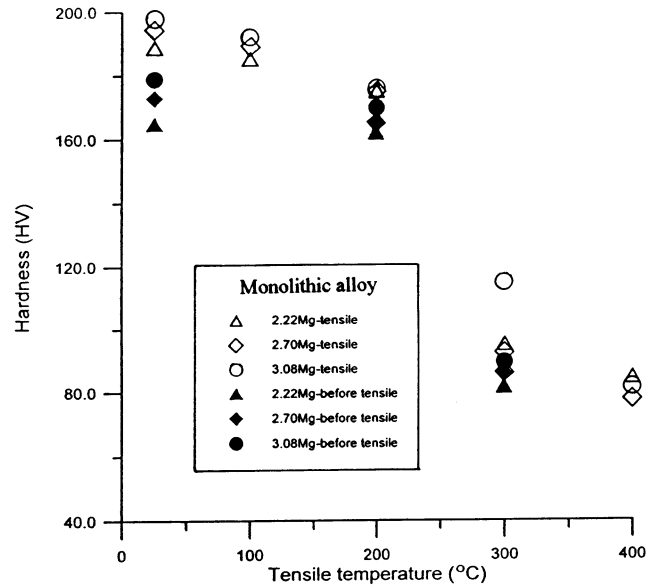 200.0
160.0
120.0
80.0
40.0
Hardness (HV)
Monolithic alloy
2.22Mg-tensile
2.70Mg-tensile
3.08Mg-tensile
2.22Mg-before tensile
2.70Mg-before tensile
3.08Mg-before tensile
0 100 200 300 400
Tensile temperature (°C)